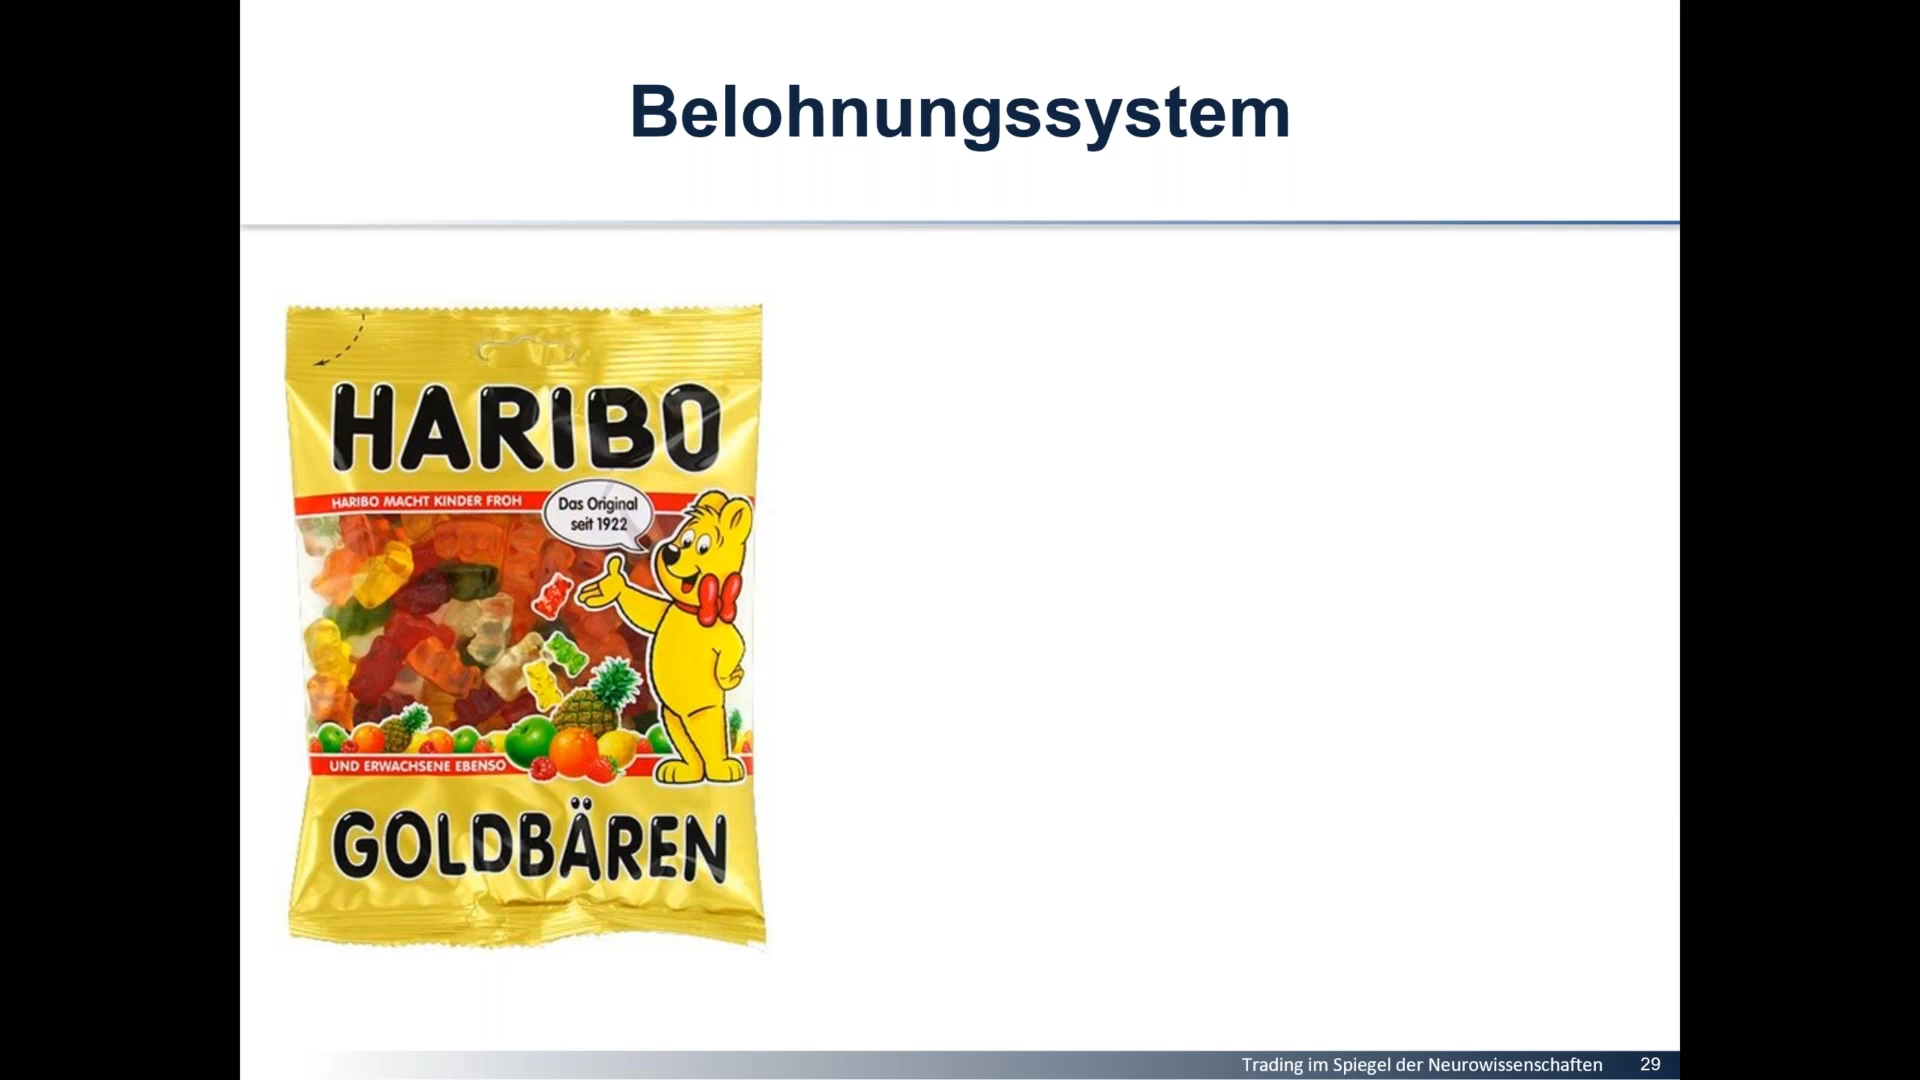 Belohnungssystem
HARIBO
HARIBO MACHT KINDER FROH
Das Original
seit 1922
UND ERWACHSENE EBENSO
GOLDBÄREN
Trading im Spiegel der Neurowissenschaften 29